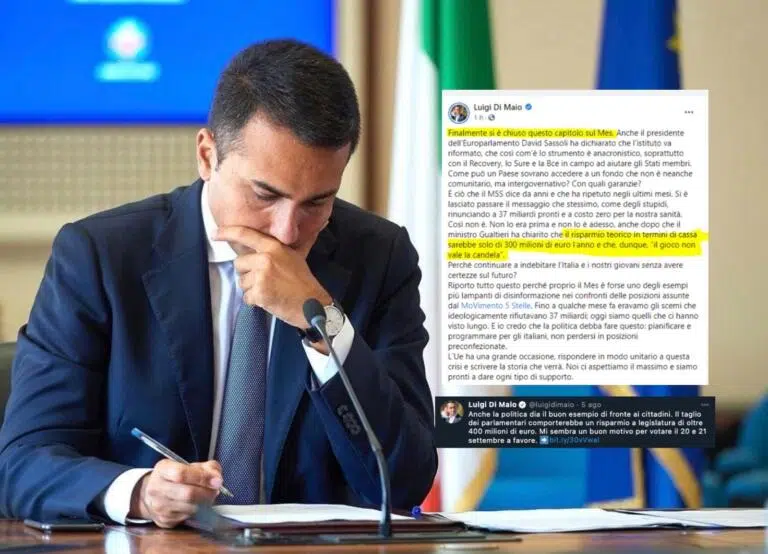 Luigi Di Maio
1 h ·
Finalmente si è chiuso questo capitolo sul Mes. Anche il presidente
dell'Europarlamento David Sassoli ha dichiarato che l'istituto va
riformato, che così com'è lo strumento è anacronistico, soprattutto
con il Recovery, lo Sure e la Bce in campo ad aiutare gli Stati membri.
Come può un Paese sovrano accedere a un fondo che non è neanche
comunitario, ma intergovernativo? Con quali garanzie?
È ciò che il M5S dice da anni e che ha ripetuto negli ultimi mesi. Si è
lasciato passare il messaggio che stessimo, come degli stupidi,
rinunciando a 37 miliardi pronti e a costo zero per la nostra sanità.
Così non è. Non lo era prima e non lo è adesso, anche dopo che il
ministro Gualtieri ha chiarito che il risparmio teorico in termini di cassa
sarebbe solo di 300 milioni di euro l'anno e che, dunque, "il gioco non
vale la candela".
Perché continuare a indebitare l'Italia e i nostri giovani senza avere
certezze sul futuro?
Riporto tutto questo perché proprio il Mes è forse uno degli esempi
più lampanti di disinformazione nei confronti delle posizioni assunte
dal MoVimento 5 Stelle. Fino a qualche mese fa eravamo gli scemi che
ideologicamente rifiutavano 37 miliardi; oggi siamo quelli che ci hanno
visto lungo. E io credo che la politica debba fare questo: pianificare e
programmare per gli italiani, non perdersi in posizioni
preconfezionate.
L'Ue ha una grande occasione, rispondere in modo unitario a questa
crisi e scrivere la storia che verrà. Noi ci aspettiamo il massimo e siamo
pronti a dare ogni tipo di supporto.
Luigi Di Maio @luigidimaio · 5 ago
Anche la politica dia il buon esempio di fronte ai cittadini. Il taglio
dei parlamentari comporterebbe un risparmio a legislatura di oltre
400 milioni di euro. Mi sembra un buon motivo per votare il 20 e 21
settembre a favore. ➡bit.ly/30vVwal